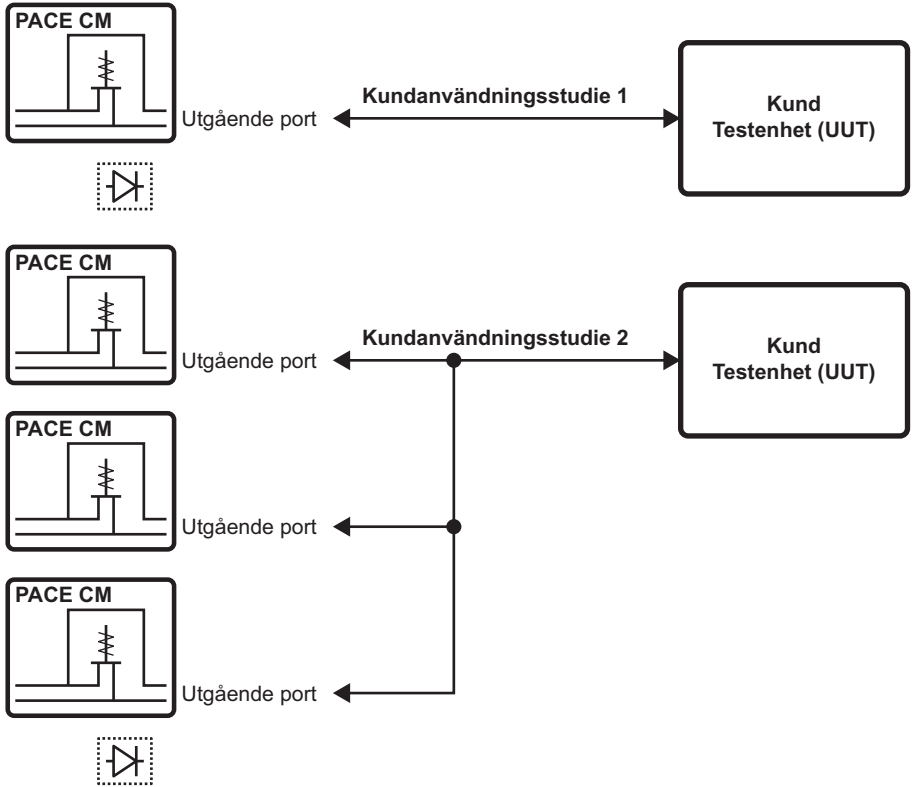 PACE CM
Utgående port
Kundanvändningsstudie 1
Kund
Testenhet (UUT)
PACE CM
Utgående port
Kundanvändningsstudie 2
Kund
Testenhet (UUT)
PACE CM
Utgående port
PACE CM
Utgående port